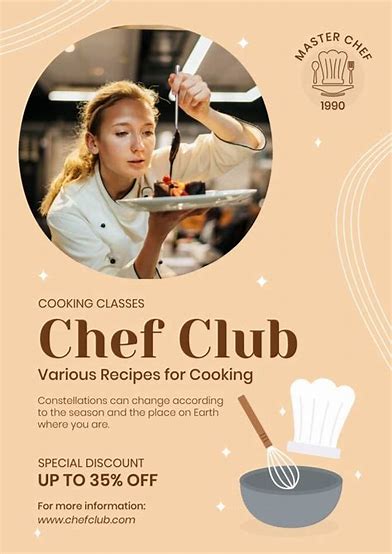 MASTER CHEF
1990
COOKING CLASSES
Chef Club
Various Recipes for Cooking
Constellations can change according
to the season and the place on Earth
where you are.
SPECIAL DISCOUNT
UP TO 35% OFF
For more information:
www.chefclub.com